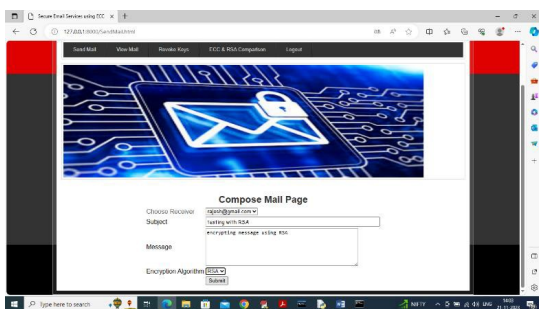 Secure Email Services using ECC
127.0.0.1:8000/SendMail.html
Send Mail View Mail Revoke Keys ECC & RSA Comparison Logout
Compose Mail Page
Choose Receiver rajesh@gmail.com
Subject testing with RSA
Message encrypting message using RSA
Encryption Algorithm RSA
Submit
Type here to search NIFTY ENG